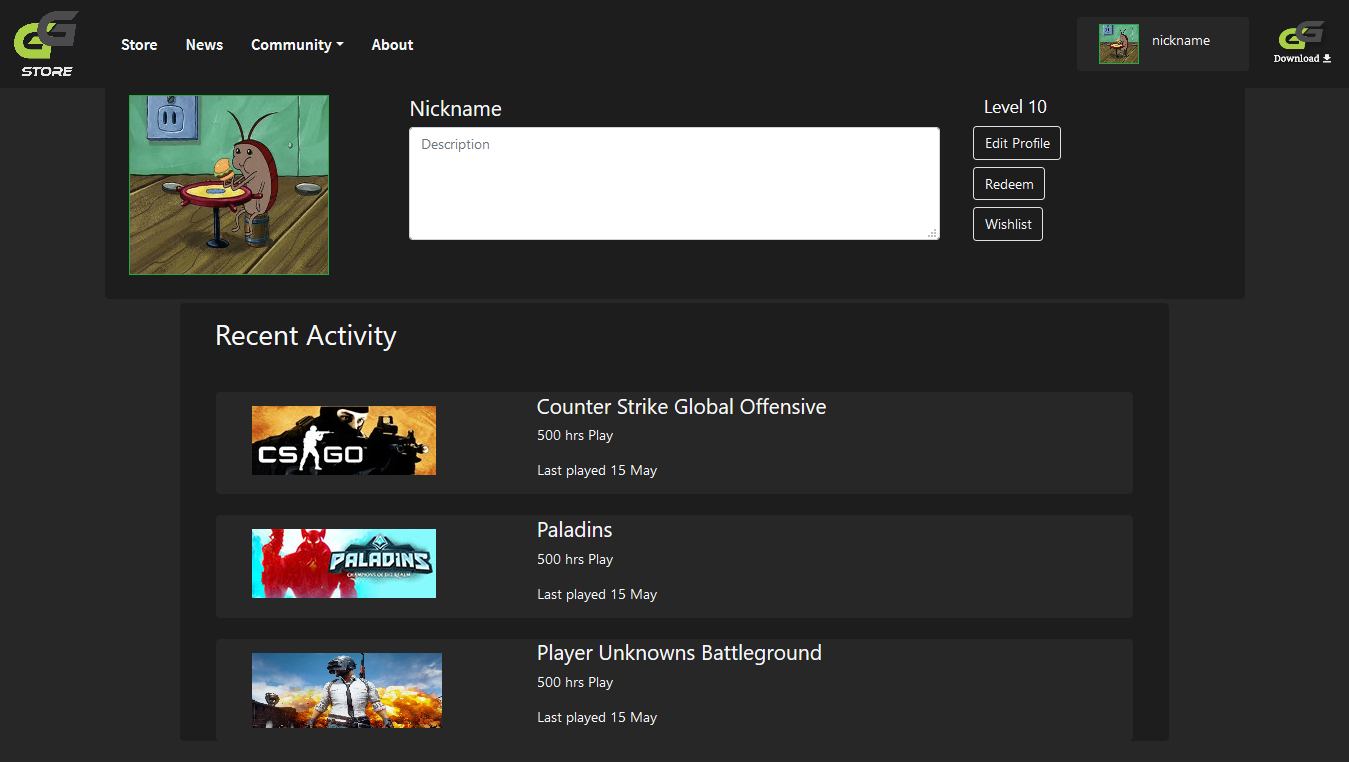 GG
STORE
Store
News
Community
About
nickname
GG
Download
Nickname
Description
Level 10
Edit Profile
Redeem
Wishlist
Recent Activity
CS GO
Counter Strike Global Offensive
500 hrs Play
Last played 15 May
PALADINS
CHAMPIONS OF THE REALM
Paladins
500 hrs Play
Last played 15 May
Player Unknowns Battleground
500 hrs Play
Last played 15 May